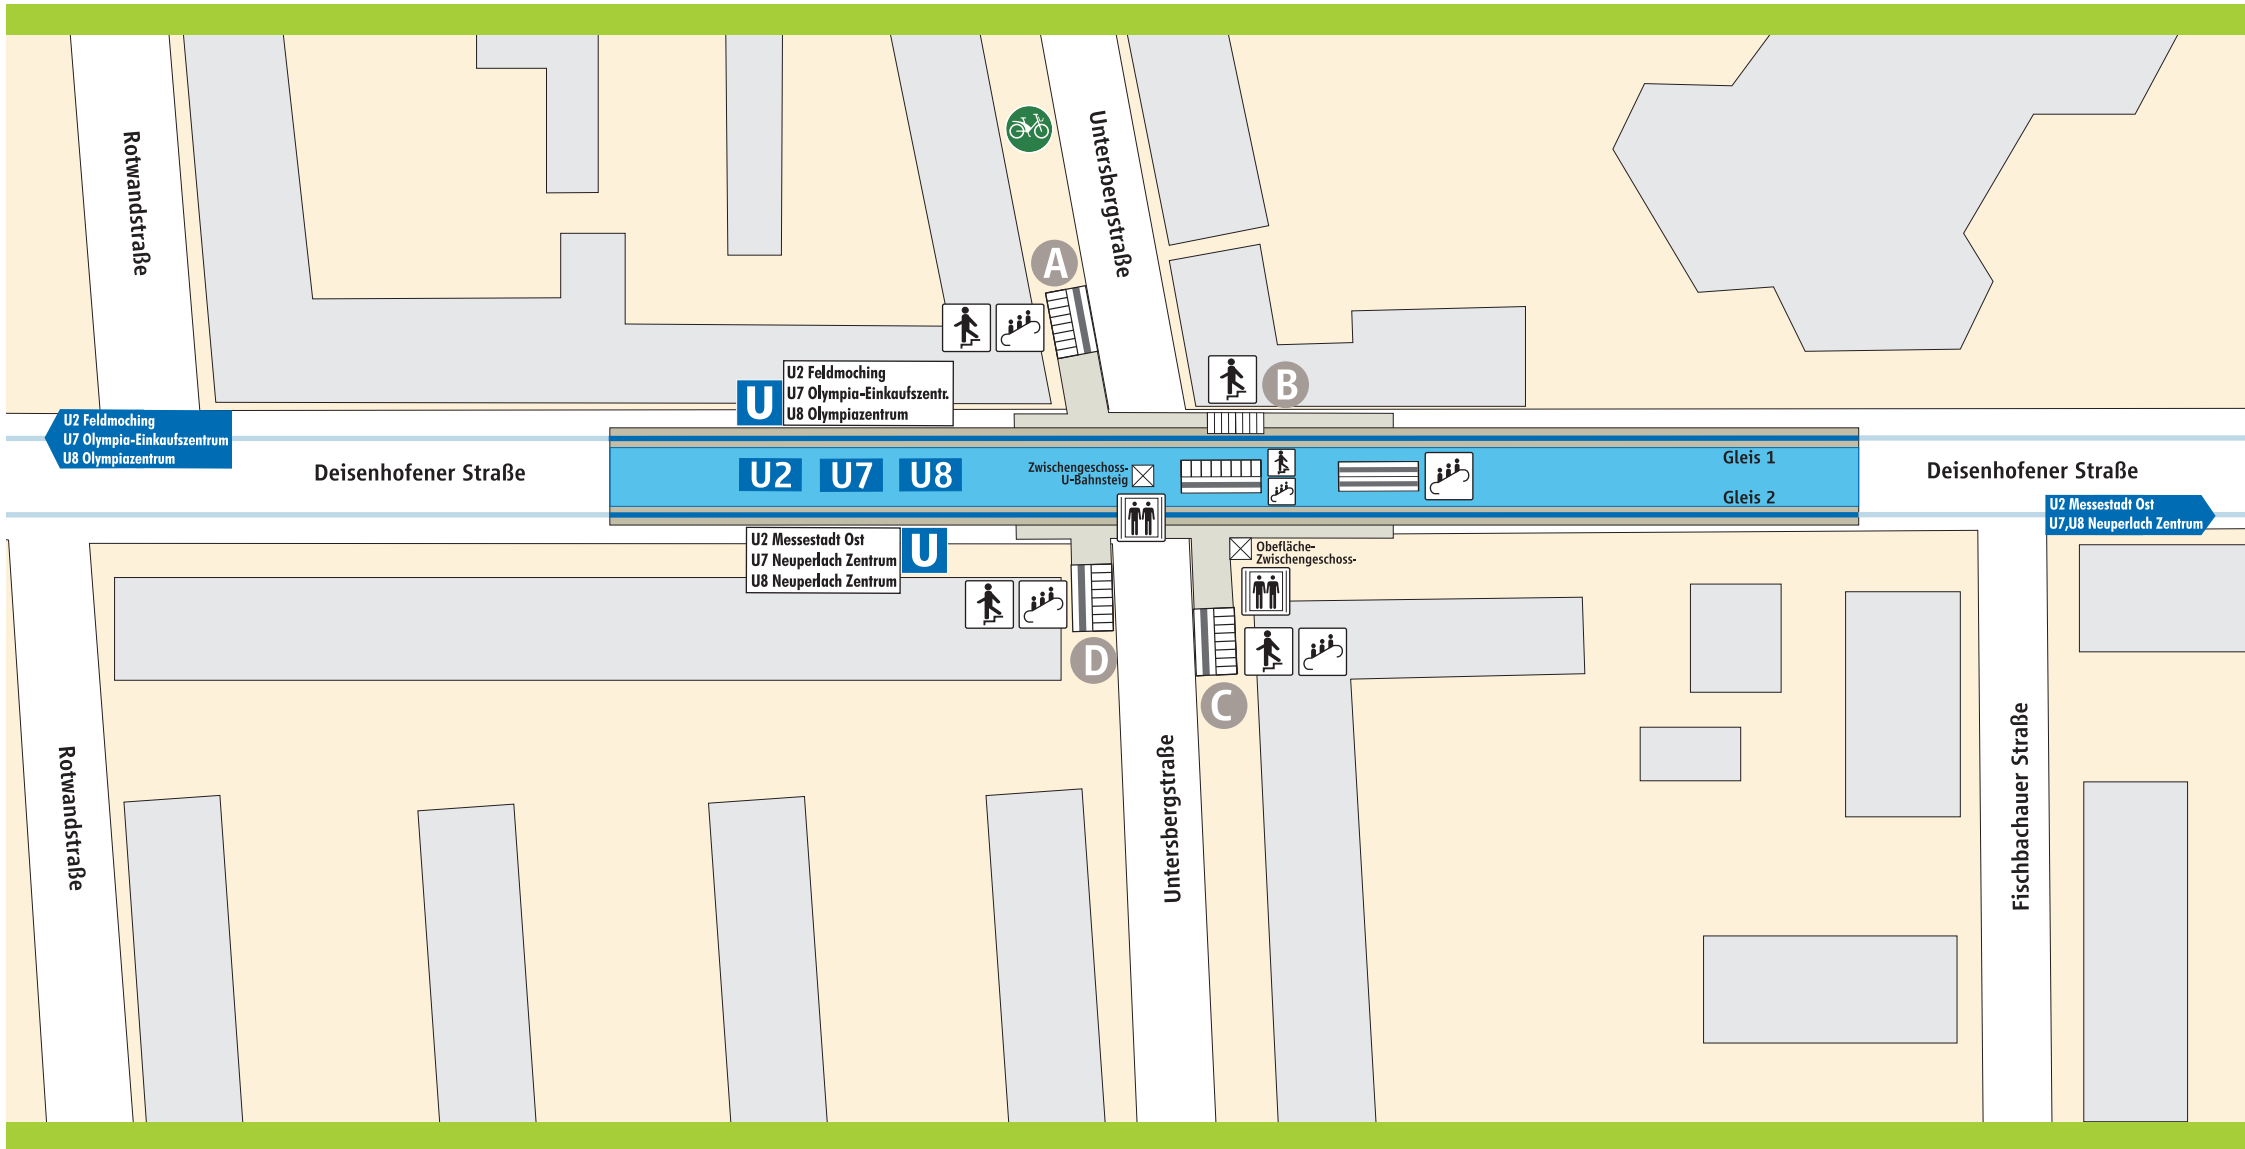 Rotwandstraße
Untersbergstraße
A
B
U
U2 Feldmoching
U7 Olympia-Einkaufszentr.
U8 Olympiazentrum
U2 Feldmoching
U7 Olympia-Einkaufszentrum
U8 Olympiazentrum
Deisenhofener Straße
U2
U7
U8
Zwischengeschoss-
U-Bahnsteig
Gleis 1
Gleis 2
Deisenhofener Straße
U2 Messestadt Ost
U7,U8 Neuperlach Zentrum
U2 Messestadt Ost
U7 Neuperlach Zentrum
U8 Neuperlach Zentrum
U
Obefläche-
Zwischengeschoss-
D
C
Rotwandstraße
Untersbergstraße
Fischbachauer Straße